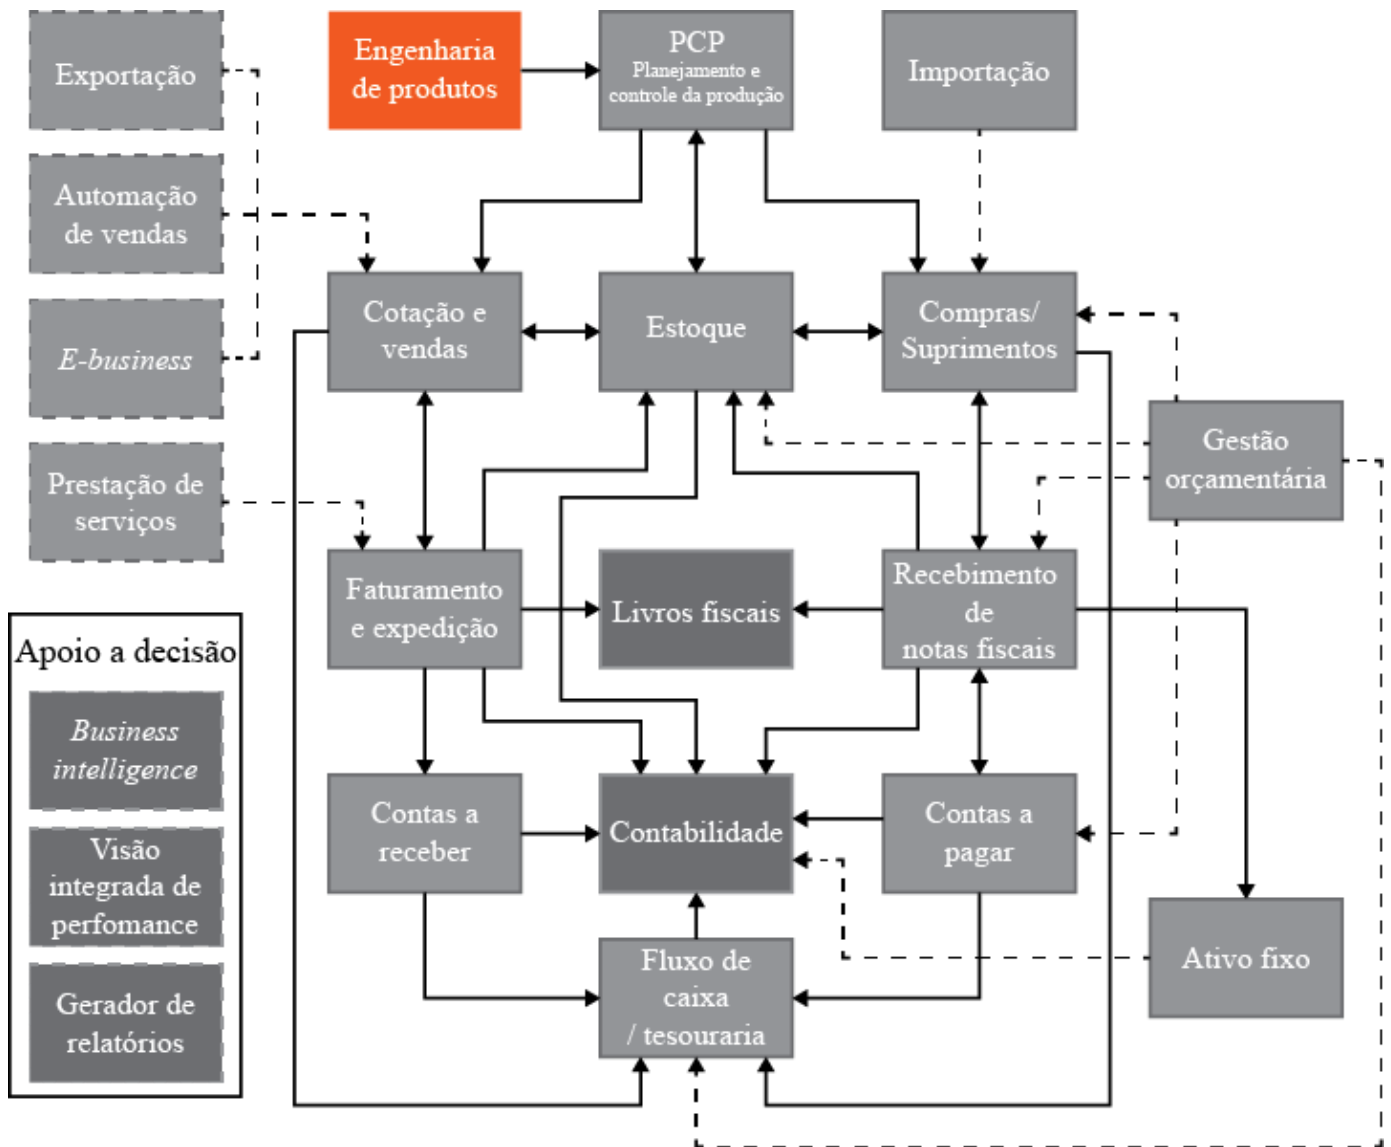 Exportação
Engenharia
de produtos
PCP
Planejamento e
controle da produção
Importação
Automação
de vendas
E-business
Cotação e
vendas
Estoque
Compras/
Suprimentos
Gestão
orçamentária
Prestação de
serviços
Faturamento
e expedição
Livros fiscais
Recebimento
de
notas fiscais
Apoio a decisão
Business
intelligence
Visão
integrada de
perfomance
Gerador de
relatórios
Contas a
receber
Contabilidade
Contas a
pagar
Fluxo de
caixa
/ tesouraria
Ativo fixo